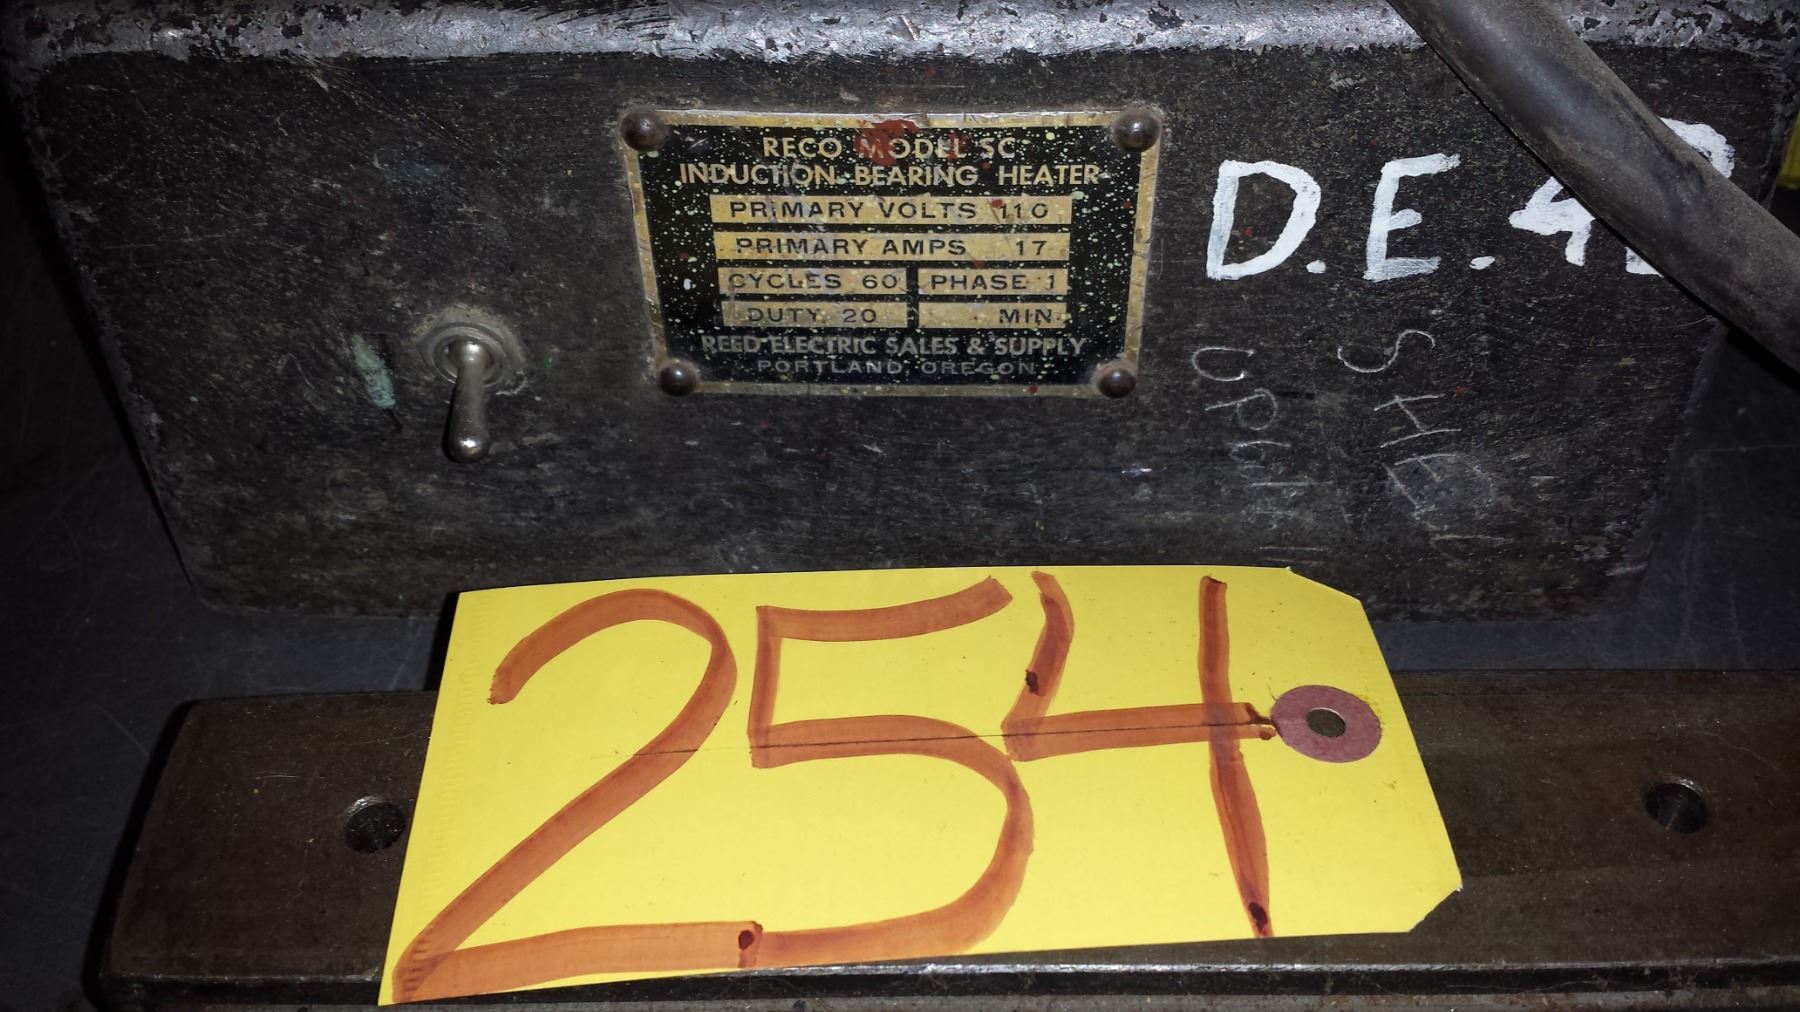 RECO MODEL SC
INDUCTION BEARING HEATER
PRIMARY VOLTS 110
PRIMARY AMPS 17
CYCLES 60 PHASE 1
DUTY 20 MIN.
REED ELECTRIC SALES & SUPPLY
PORTLAND, OREGON
D.E.
254